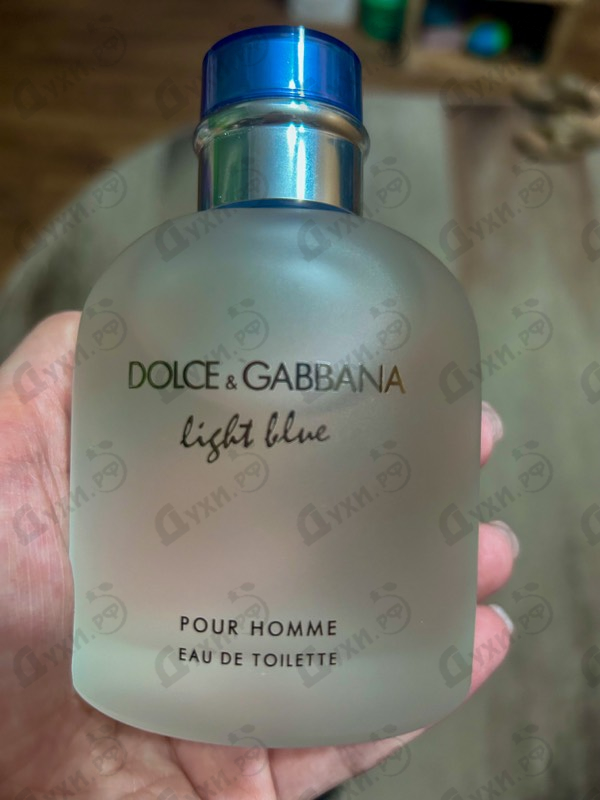 DOLCE & GABBANA
light blue
POUR HOMME
EAU DE TOILETTE
Духи.РФ